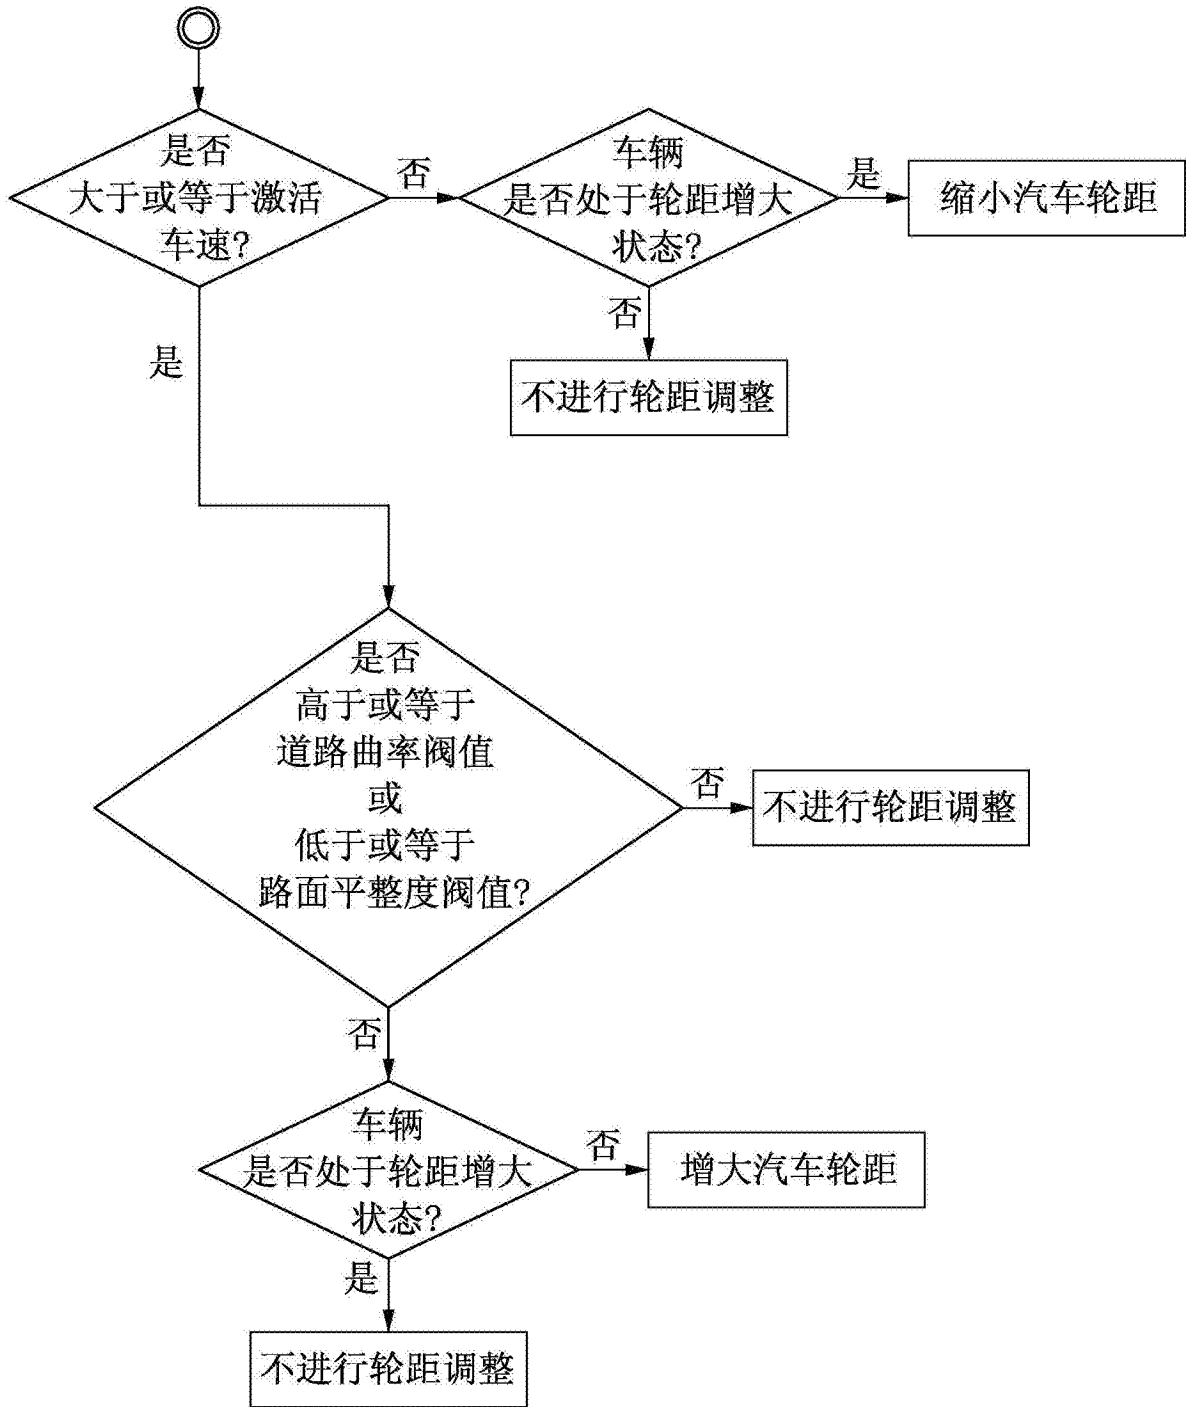 是否
大于或等于激活
车速?
否
车辆
是否处于轮距增大
状态?
是
缩小汽车轮距
否
不进行轮距调整
是
是否
高于或等于
道路曲率阀值
或
低于或等于
路面平整度阀值?
否
不进行轮距调整
否
车辆
是否处于轮距增大
状态?
否
增大汽车轮距
是
不进行轮距调整